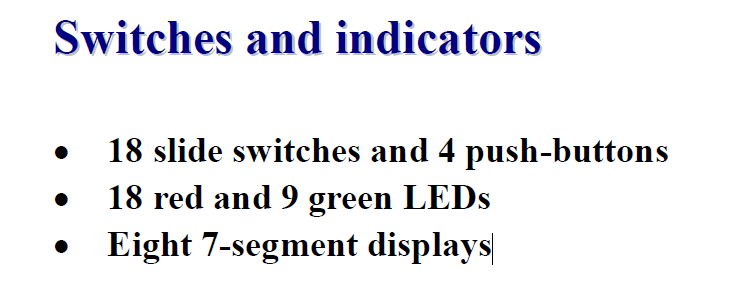 Switches and indicators
• 18 slide switches and 4 push-buttons
• 18 red and 9 green LEDs
• Eight 7-segment displays